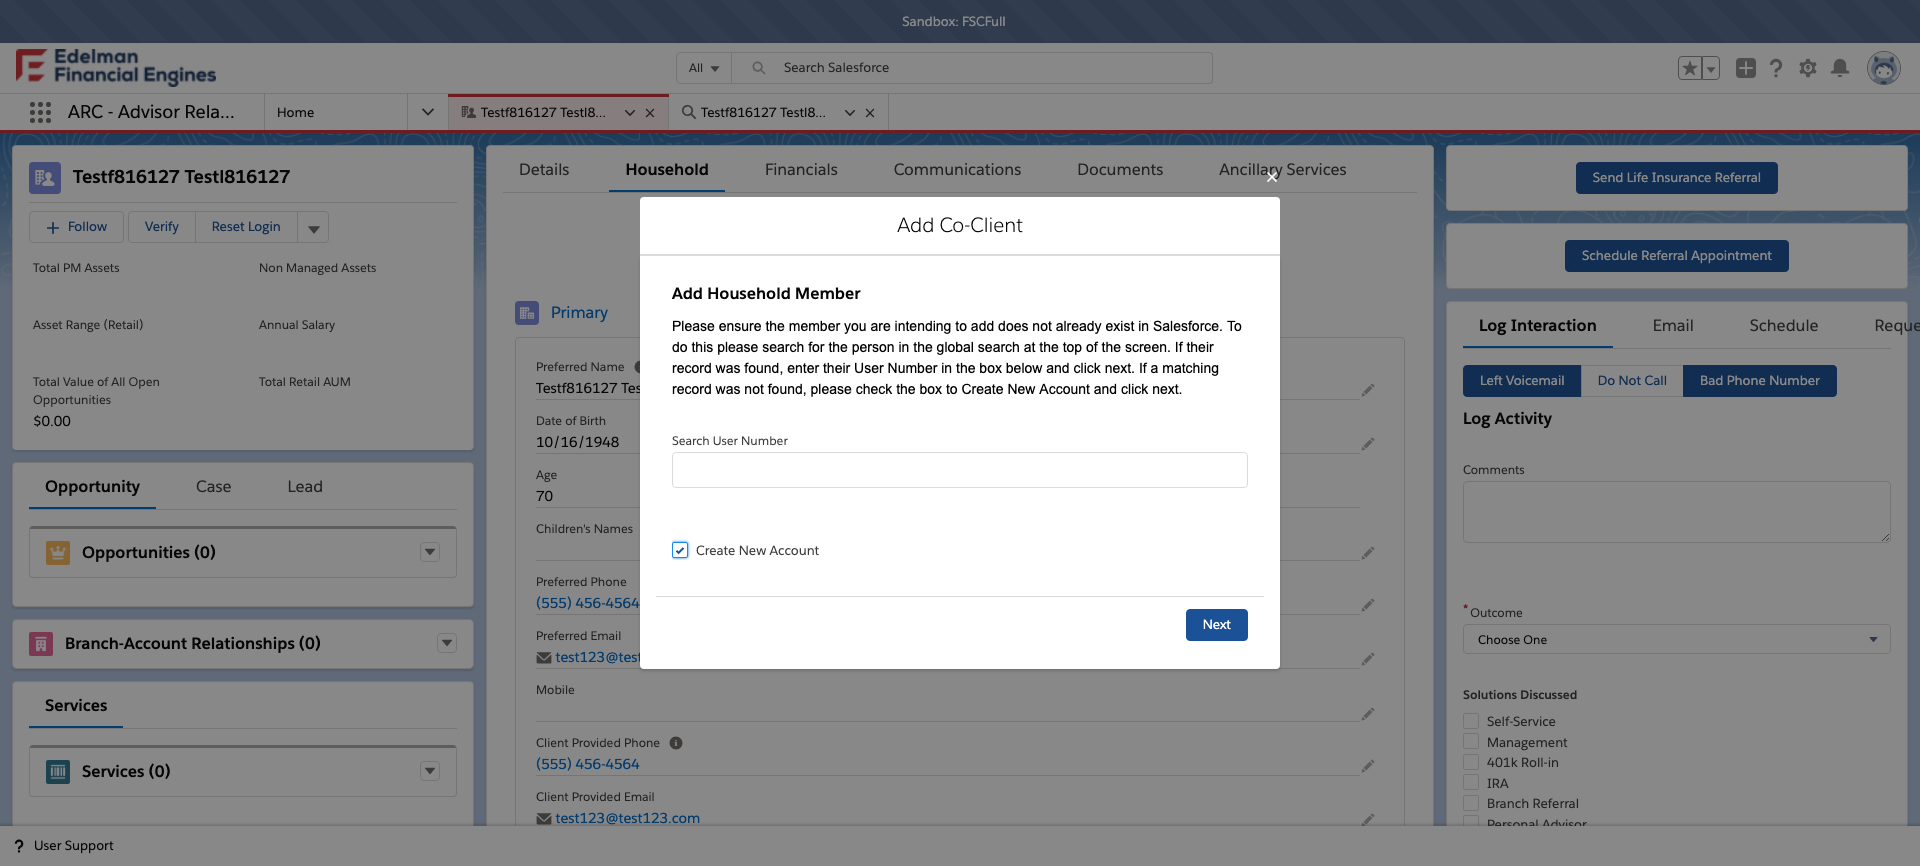 Sandbox: FSCFull
Edelman
Financial Engines
All
Search Salesforce
ARC - Advisor Rela...
Home
Testf816127 Testl8...
Testf816127 Testl8...
Testf816127 Testl816127
Follow
Verify
Reset Login
Total PM Assets
Non Managed Assets
Asset Range (Retail)
Annual Salary
Total Value of All Open
Opportunities
Total Retail AUM
$0.00
Opportunity
Case
Lead
Opportunities (0)
Branch-Account Relationships (0)
Services
Services (0)
Details
Household
Financials
Communications
Documents
Ancillary Services
Primary
Preferred Name
Testf816127 Tes
Date of Birth
10/16/1948
Age
70
Children's Names
Preferred Phone
(555) 456-4564
Preferred Email
test123@test
Mobile
Client Provided Phone
(555) 456-4564
Client Provided Email
test123@test123.com
Add Co-Client
Add Household Member
Please ensure the member you are intending to add does not already exist in Salesforce. To
do this please search for the person in the global search at the top of the screen. If their
record was found, enter their User Number in the box below and click next. If a matching
record was not found, please check the box to Create New Account and click next.
Search User Number
Create New Account
Next
Send Life Insurance Referral
Schedule Referral Appointment
Log Interaction
Email
Schedule
Reque
Left Voicemail
Do Not Call
Bad Phone Number
Log Activity
Comments
* Outcome
Choose One
Solutions Discussed
Self-Service
Management
401k Roll-in
IRA
Branch Referral
Personal Advisor
? User Support